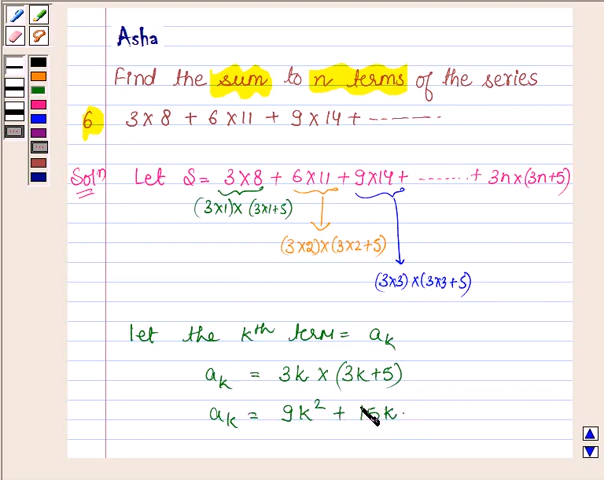 Asha
Find the sum to n terms of the series
6 3×8 + 6×11 + 9×14 + --------
Solⁿ Let S = 3×8 + 6×11 + 9×14 + ........ + 3n×(3n+5)
(3×1)×(3×1+5)
(3×2)×(3×2+5)
(3×3)×(3×3+5)
let the kth term = aₖ
aₖ = 3k × (3k+5)
aₖ = 9k² + 15k.